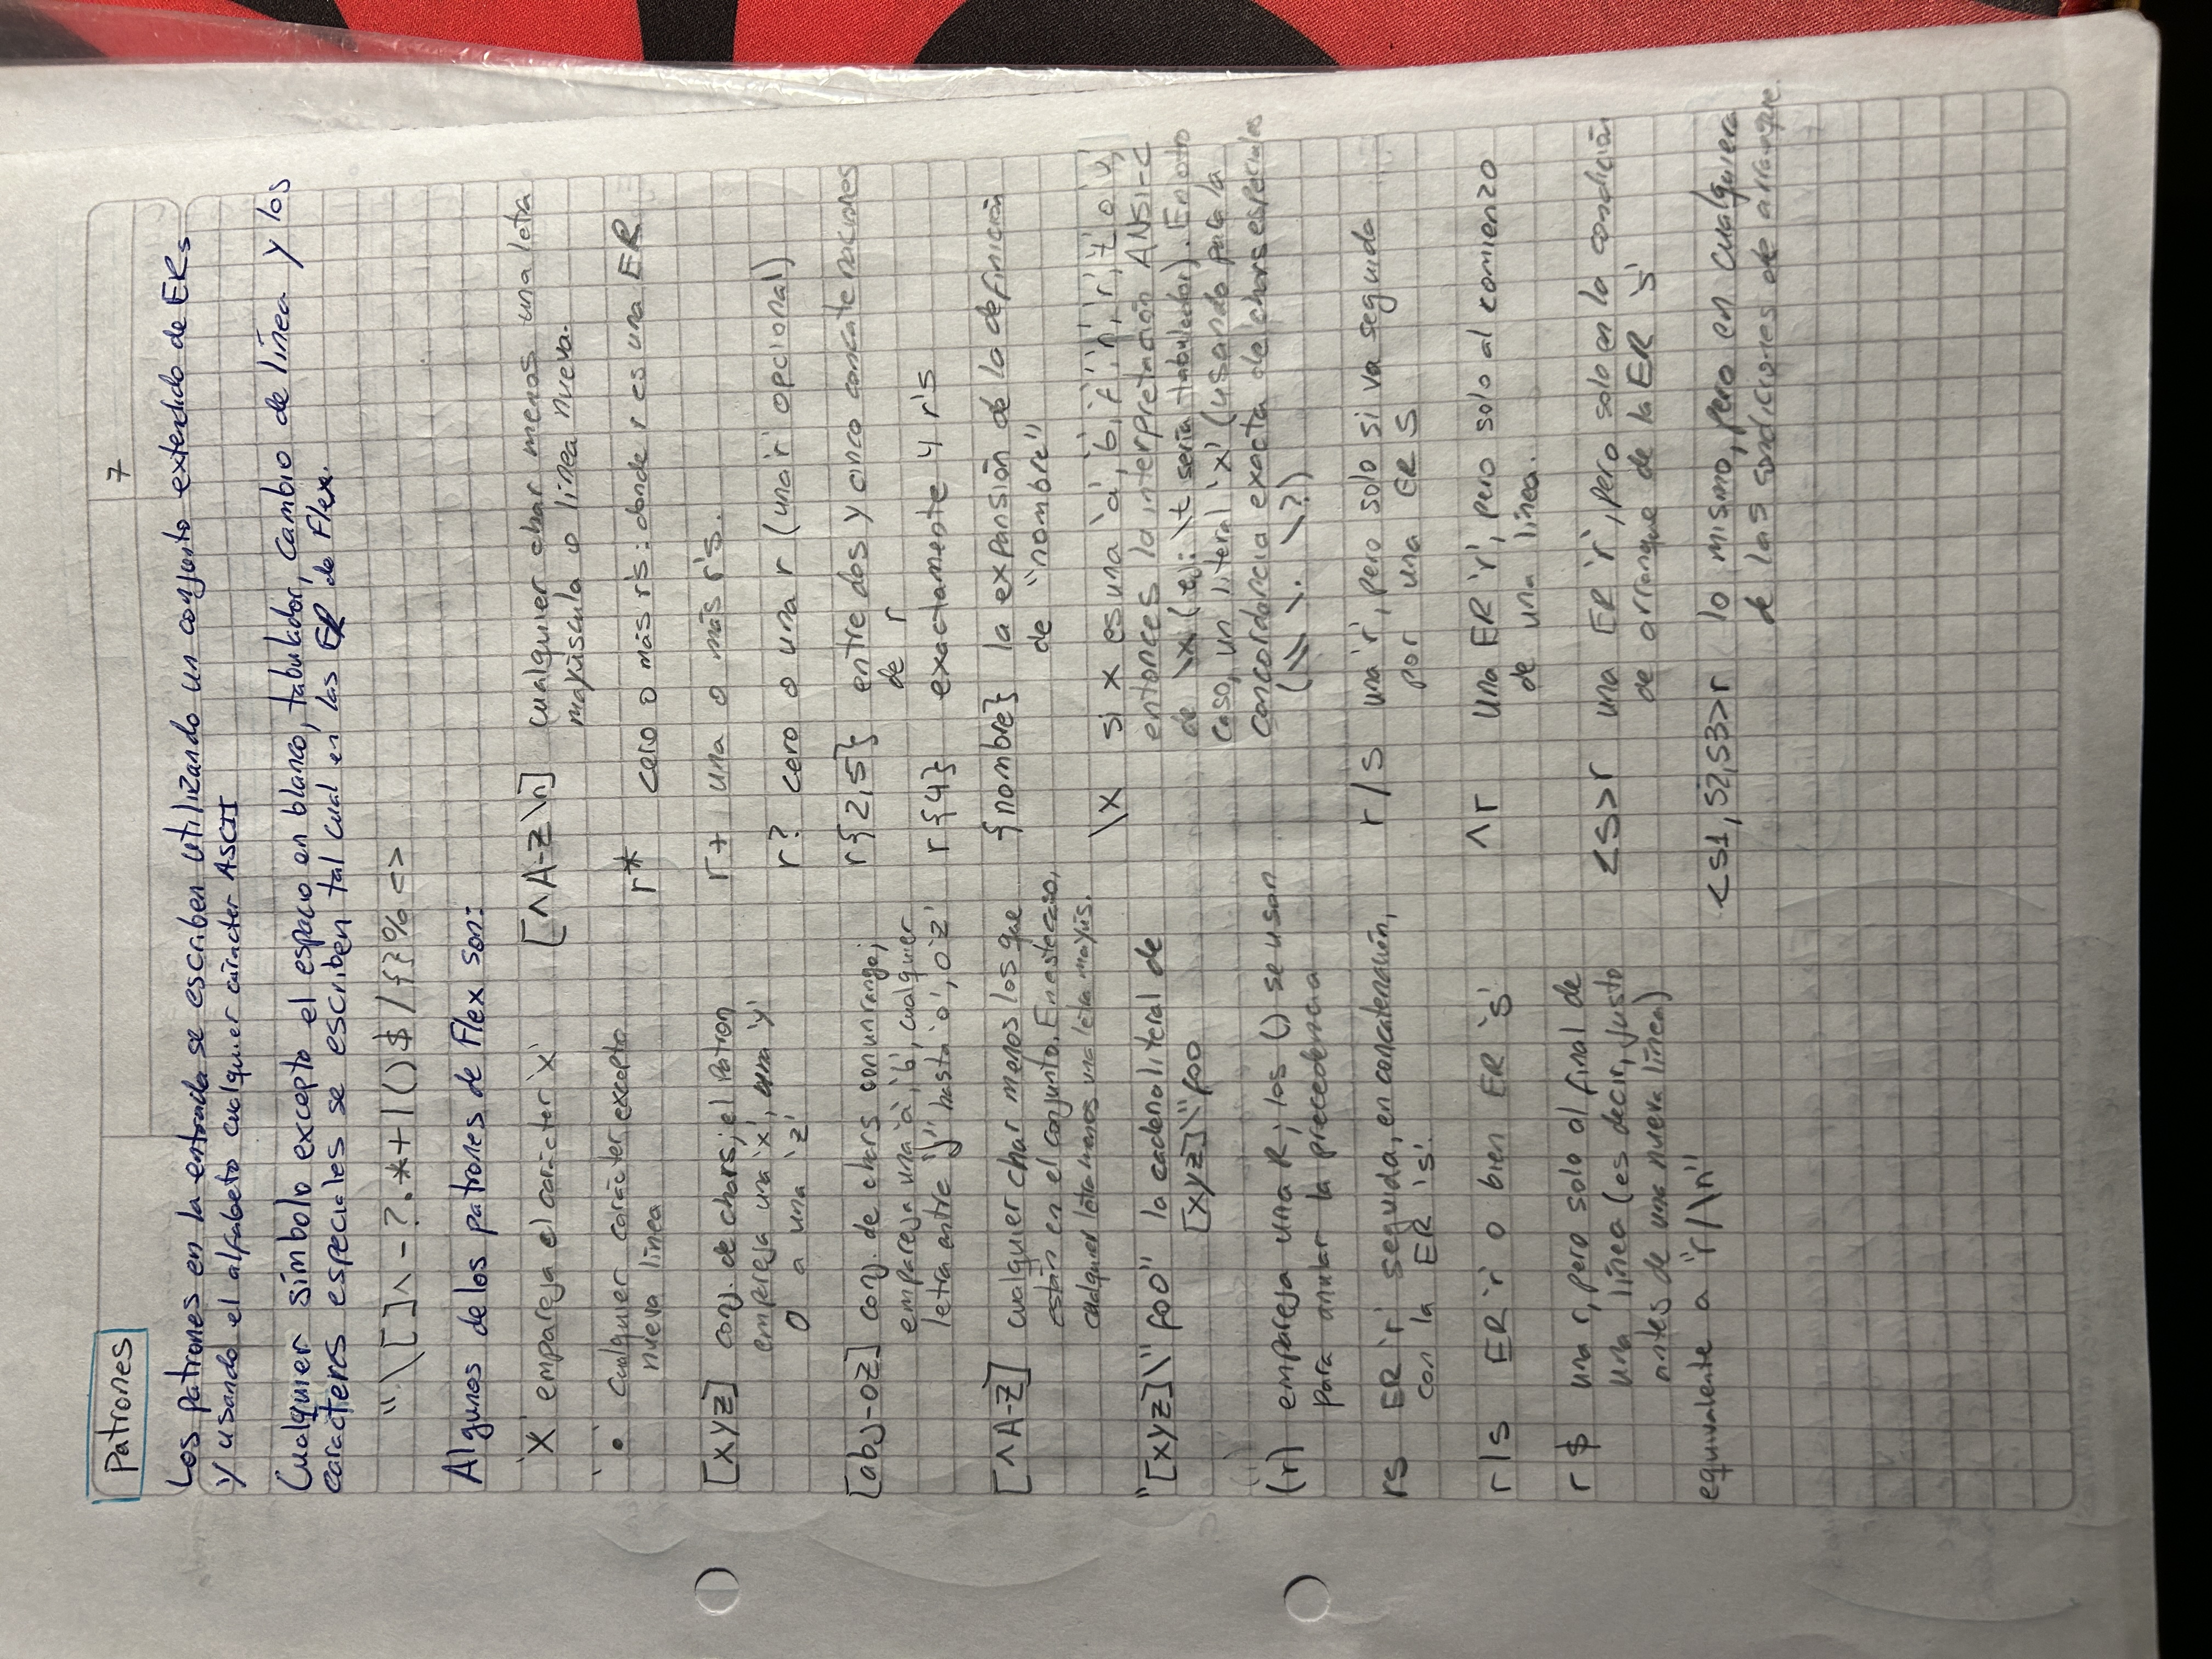 Patrones
7
Los patrones en la entrada se escriben utilizando un conjunto extendido de ERs
y usando el alfabeto cualquier carácter ASCII
Cualquier símbolo excepto el espacio en blanco, tabulador, cambio de línea y los
carácteres especiales se escriben tal cual en las ER de Flex.
"\[]^-?.*+|()$/{}%<>
Algunos de los patrones de Flex son:
'X' empareja el carácter 'x'
'.' cualquier carácter excepto
nueva línea
[xyz] conj. de chars; el patron
empareja una 'x', una 'y'
o a una 'z'
[abj-oz] conj. de chars con un rango;
empareja una 'a', 'b', cualquier
letra entre "j" hasta 'o', o 'z'
[^A-Z] cualquier char menos los que
están en el conjunto. En este caso,
cualquier letra menos una letra mayús.
"[xyz]\"foo" la cadena literal de
[xyz]\"foo
(r) empareja una R; los () se usan
para anular la precedencia
rs ER 'r' seguida, en concatenación,
con la ER 's'.
r|s ER 'r' o bien ER 's'
r$ una r, pero solo al final de
una línea (es decir, justo
antes de una nueva línea)
equivalente a "r/\n"
[^A-Z\n] cualquier char menos una letra
mayúscula o línea nueva.
r* cero o más r's: donde r es una ER
r+ una o más r's.
r? cero o una r (una 'r' opcional)
r{2,5} entre dos y cinco concatenaciones
de r
r{4} exactamente 4 r's
{nombre} la expansión de la definición
de "nombre"
\x si x es una 'a', 'b', 'f', 'n', 'r', 't' o 'v',
entonces la interpretación ANSI-C
de \x (ej: \t sería tabulador). En otro
caso, un literal 'x' (usando para la
concordancia exacta de chars especiales
(\\ \. \?)
r/s una 'r', pero solo si va seguida
por una ER S
^r Una ER 'r', pero solo al comienzo
de una línea.
<s>r una ER 'r', pero solo en la condición
de arranque de la ER 's'
<s1,s2,s3>r lo mismo, pero en cualquiera
de las condiciones de arranque.